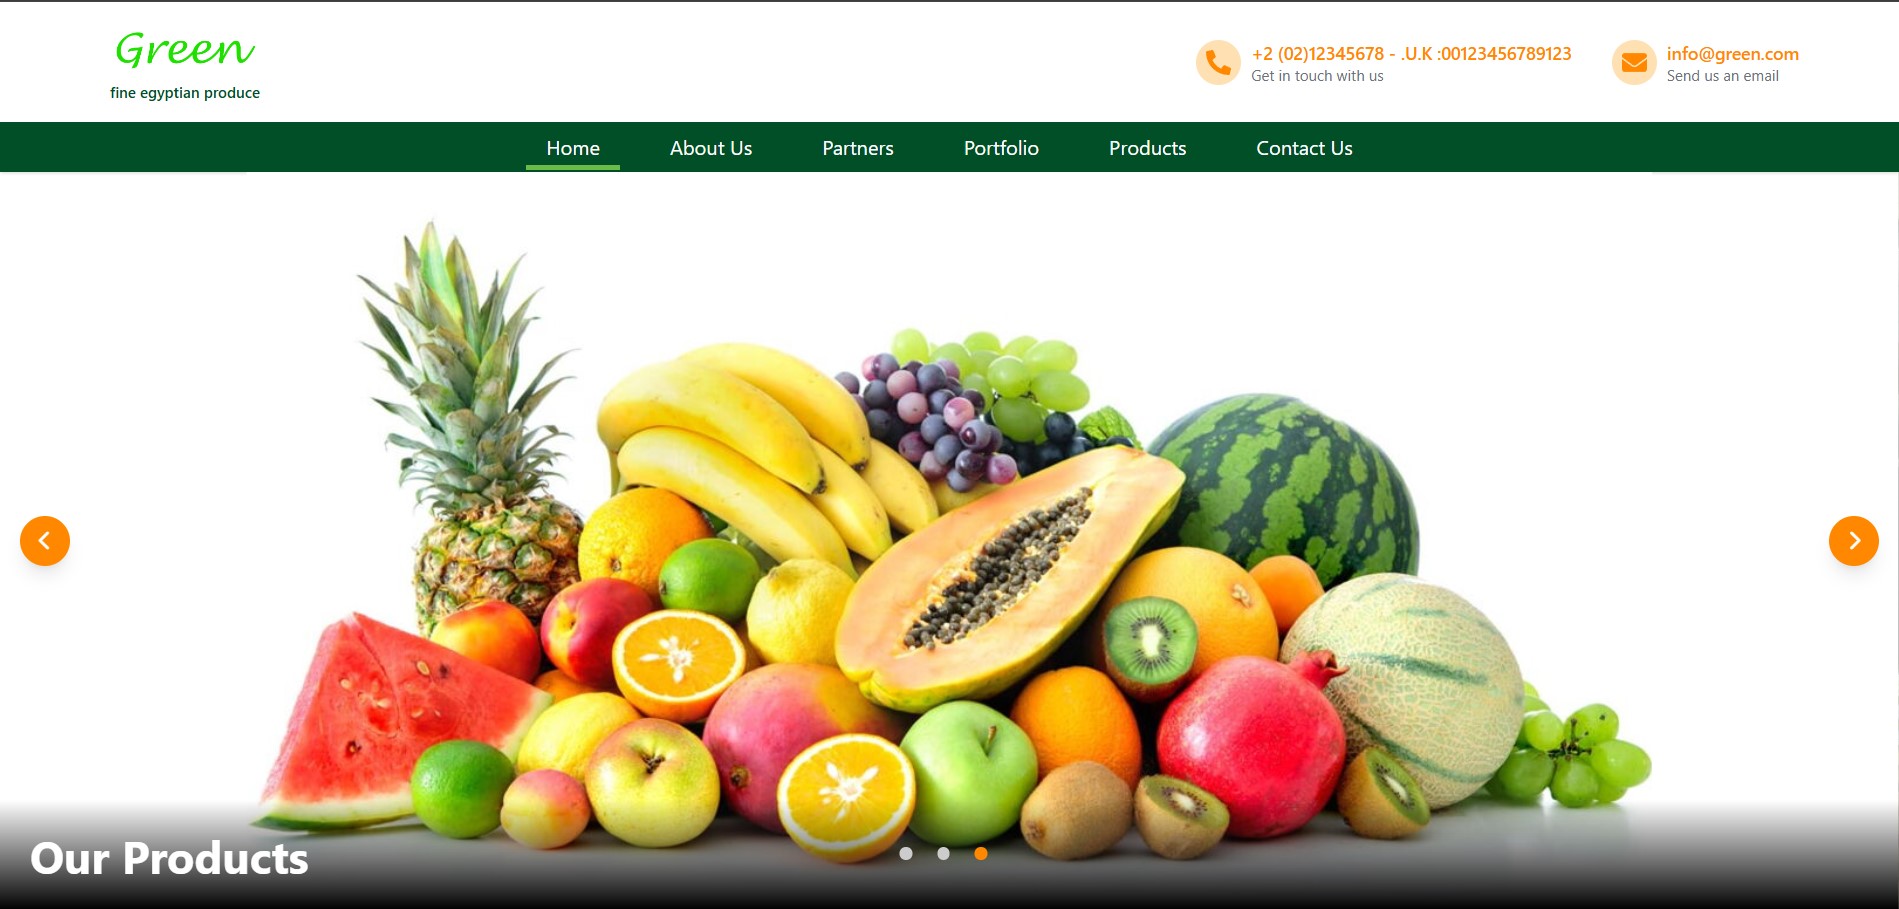 Green
fine egyptian produce
+2 (02)12345678 - .U.K :00123456789123
Get in touch with us
info@green.com
Send us an email
Home
About Us
Partners
Portfolio
Products
Contact Us
Our Products